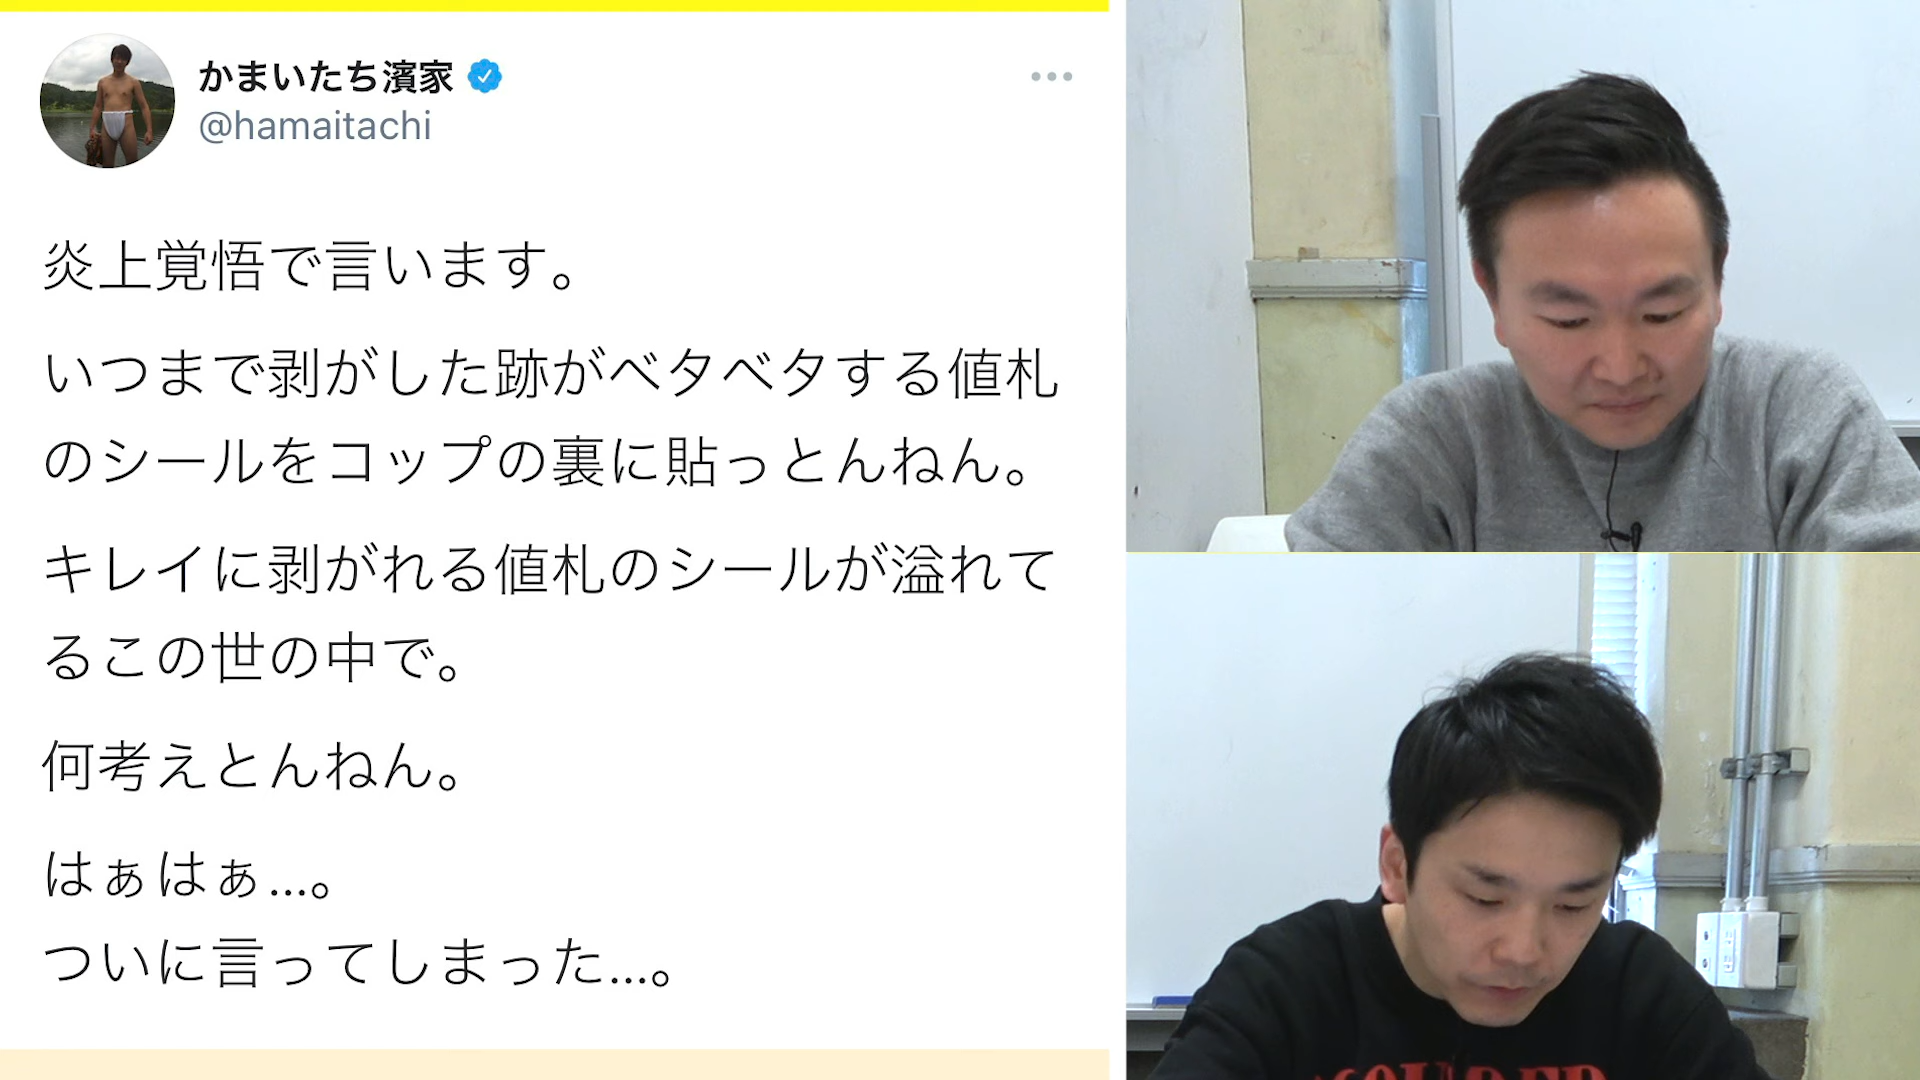 かまいたち濱家
@hamaitachi
炎上覚悟で言います。
いつまで剥がした跡がベタベタする値札
のシールをコップの裏に貼っとんねん。
キレイに剥がれる値札のシールが溢れて
るこの世の中で。
何考えとんねん。
はぁはぁ...。
ついに言ってしまった...。